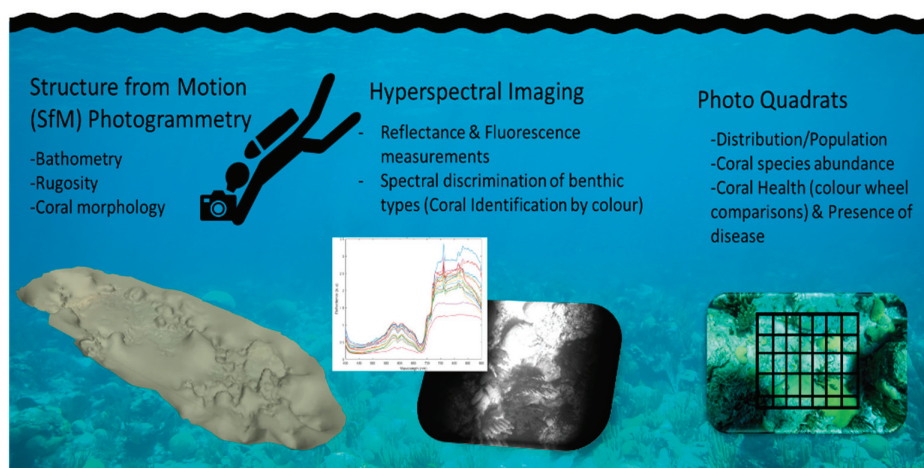 Structure from Motion
(SfM) Photogrammetry
-Bathometry
-Rugosity
-Coral morphology
Hyperspectral Imaging
- Reflectance & Fluorescence
measurements
- Spectral discrimination of benthic
types (Coral Identification by colour)
Photo Quadrats
-Distribution/Population
-Coral species abundance
-Coral Health (colour wheel
comparisons) & Presence of
disease